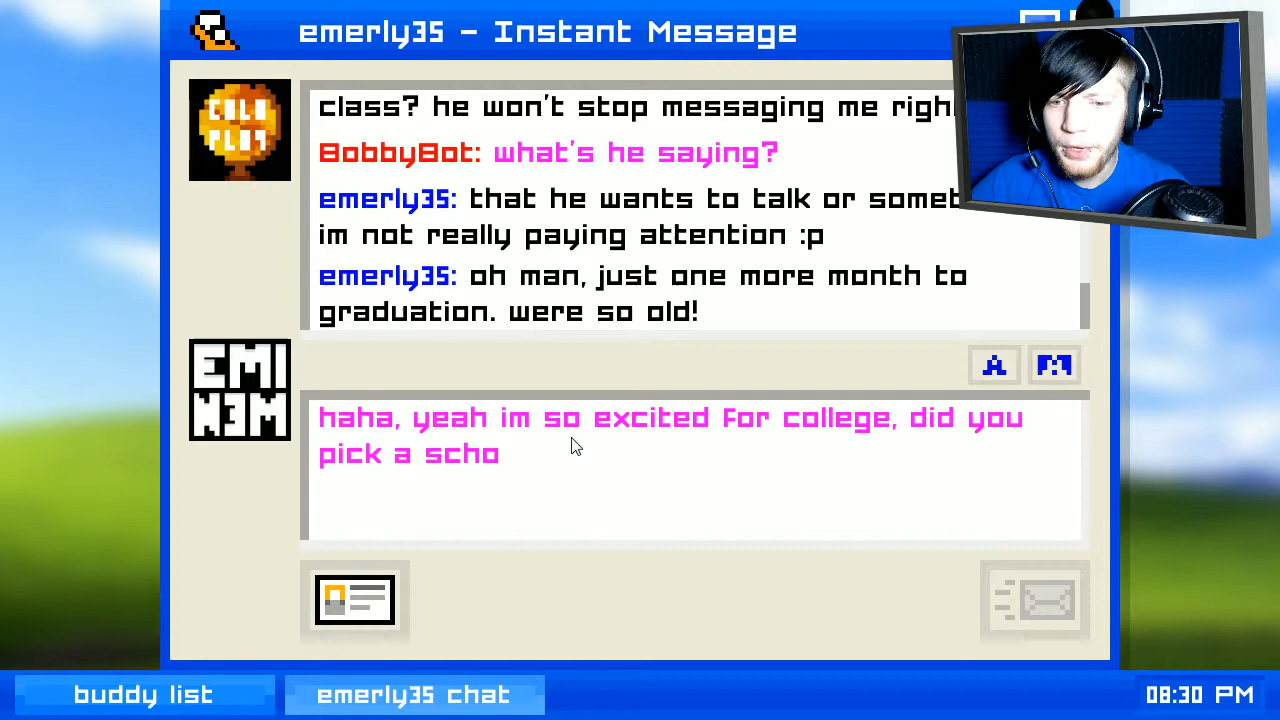 emerly35 - Instant Message
COLD
PLAY
class? he won't stop messaging me righ
BobbyBot: what's he saying?
emerly35: that he wants to talk or somet
im not really paying attention :p
emerly35: oh man, just one more month to
graduation. were so old!
EMI
NEM
A
haha, yeah im so excited for college, did you
pick a scho
buddy list
emerly35 chat
08:30 PM